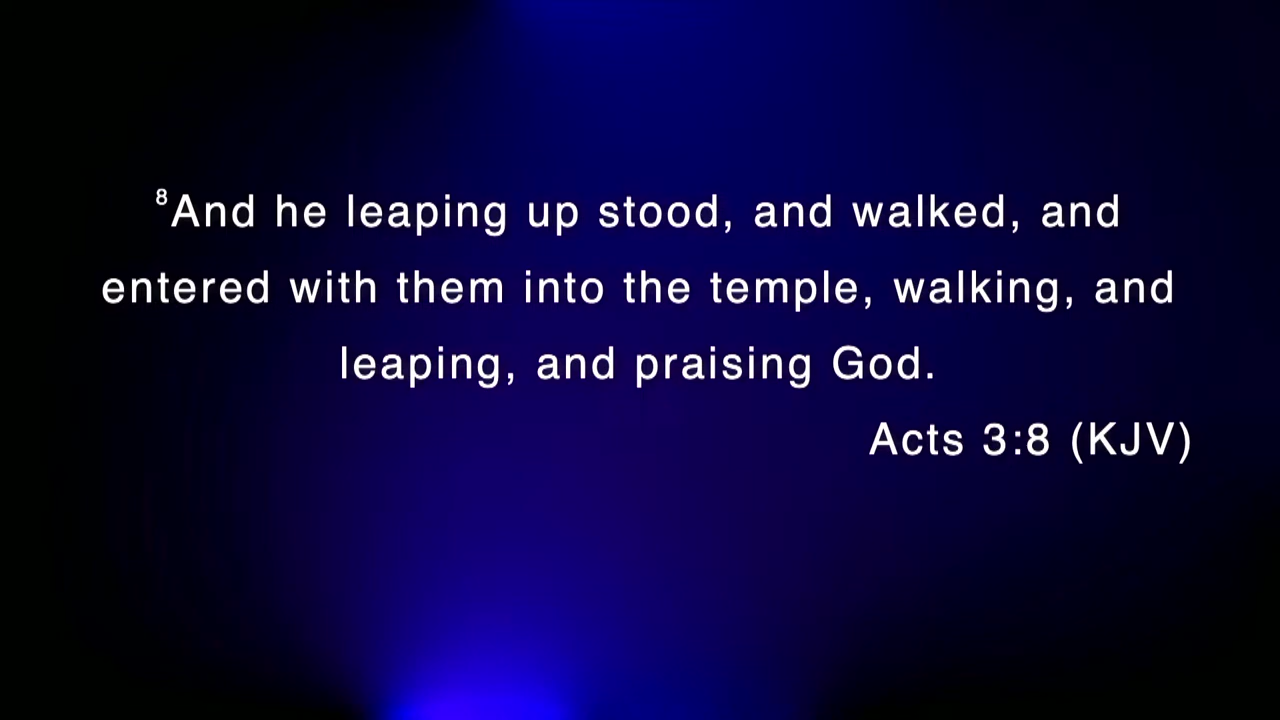 ⁸And he leaping up stood, and walked, and
entered with them into the temple, walking, and
leaping, and praising God.
Acts 3:8 (KJV)